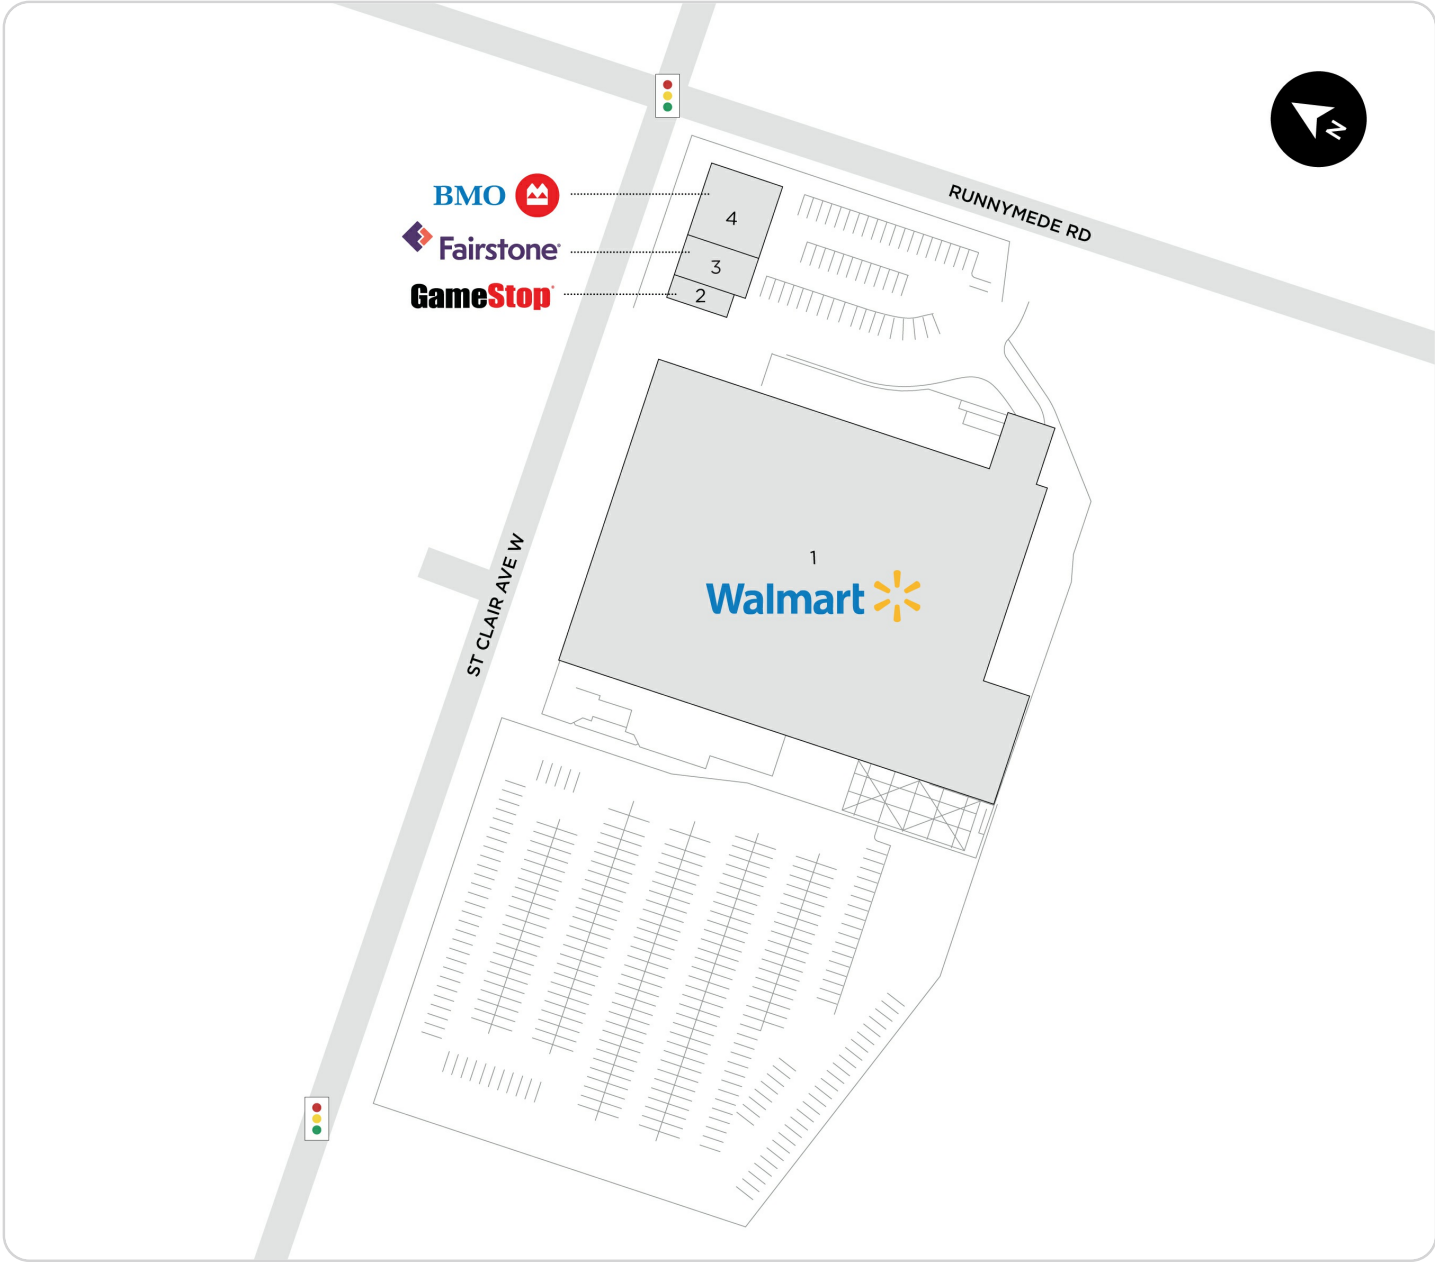 RUNNYMEDE RD
N
BMO
4
Fairstone
3
GameStop
2
1
Walmart
ST CLAIR AVE W